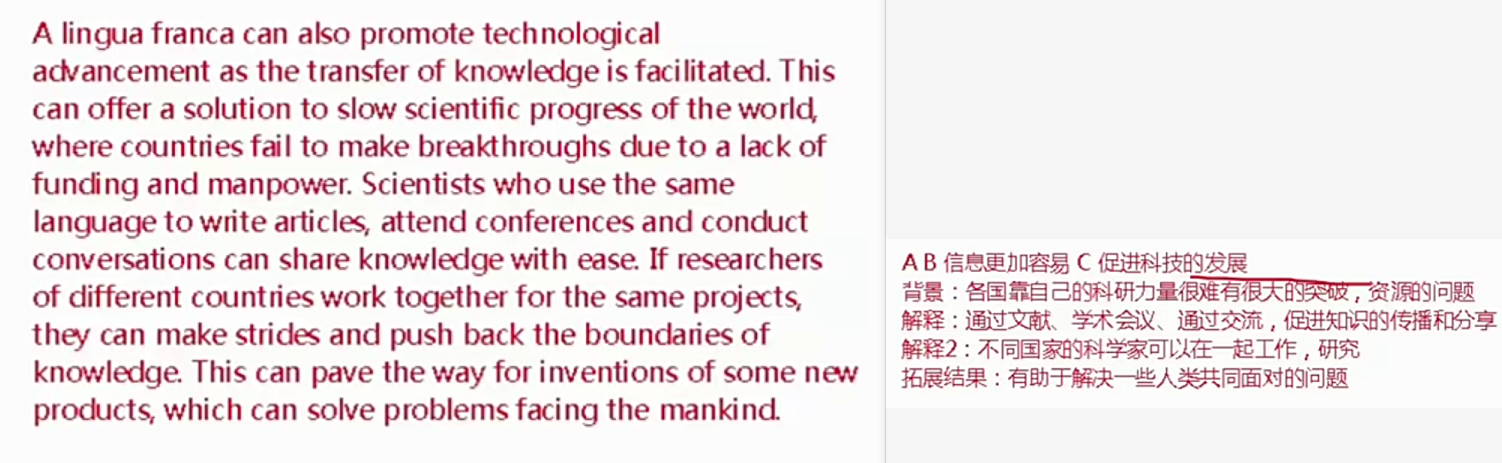 A lingua franca can also promote technological
advancement as the transfer of knowledge is facilitated. This
can offer a solution to slow scientific progress of the world,
where countries fail to make breakthroughs due to a lack of
funding and manpower. Scientists who use the same
language to write articles, attend conferences and conduct
conversations can share knowledge with ease. If researchers
of different countries work together for the same projects,
they can make strides and push back the boundaries of
knowledge. This can pave the way for inventions of some new
products, which can solve problems facing the mankind.
A B 信息更加容易 C 促进科技的发展
背景：各国靠自己的科研力量很难有很大的突破，资源的问题
解释：通过文献、学术会议、通过交流，促进知识的传播和分享
解释2：不同国家的科学家可以在一起工作，研究
拓展结果：有助于解决一些人类共同面对的问题